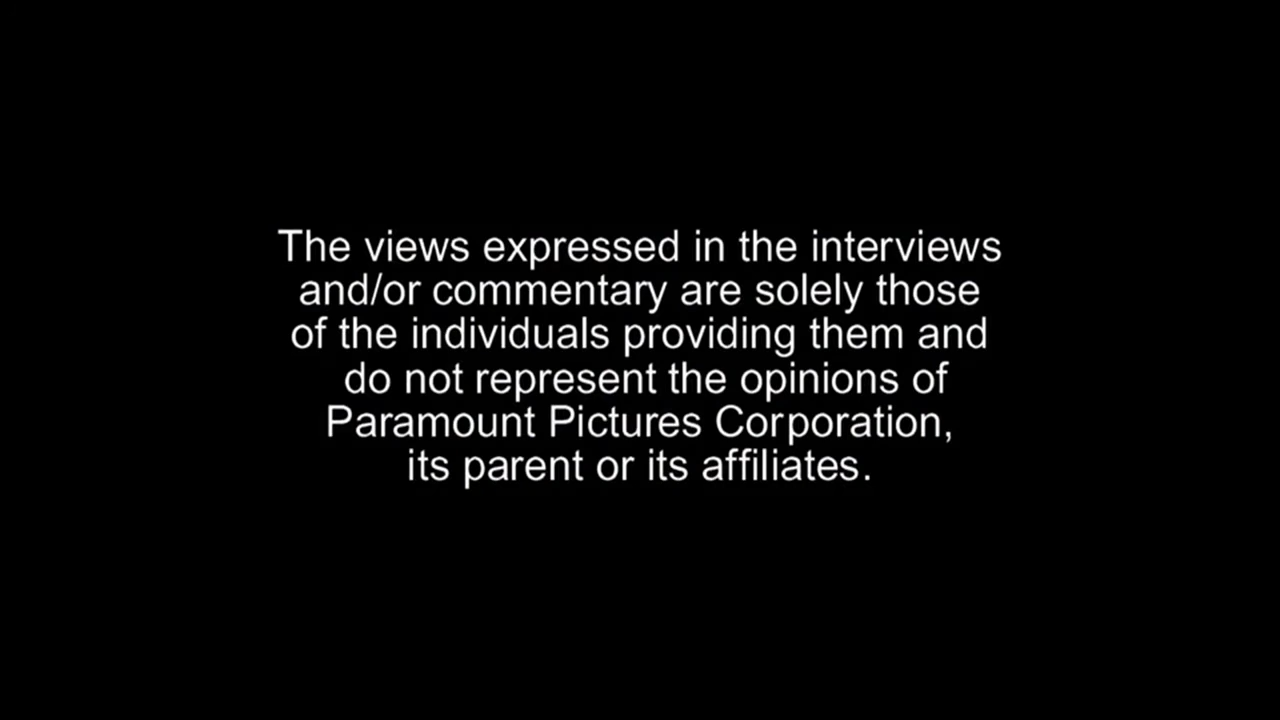 The views expressed in the interviews
and/or commentary are solely those
of the individuals providing them and
do not represent the opinions of
Paramount Pictures Corporation,
its parent or its affiliates.